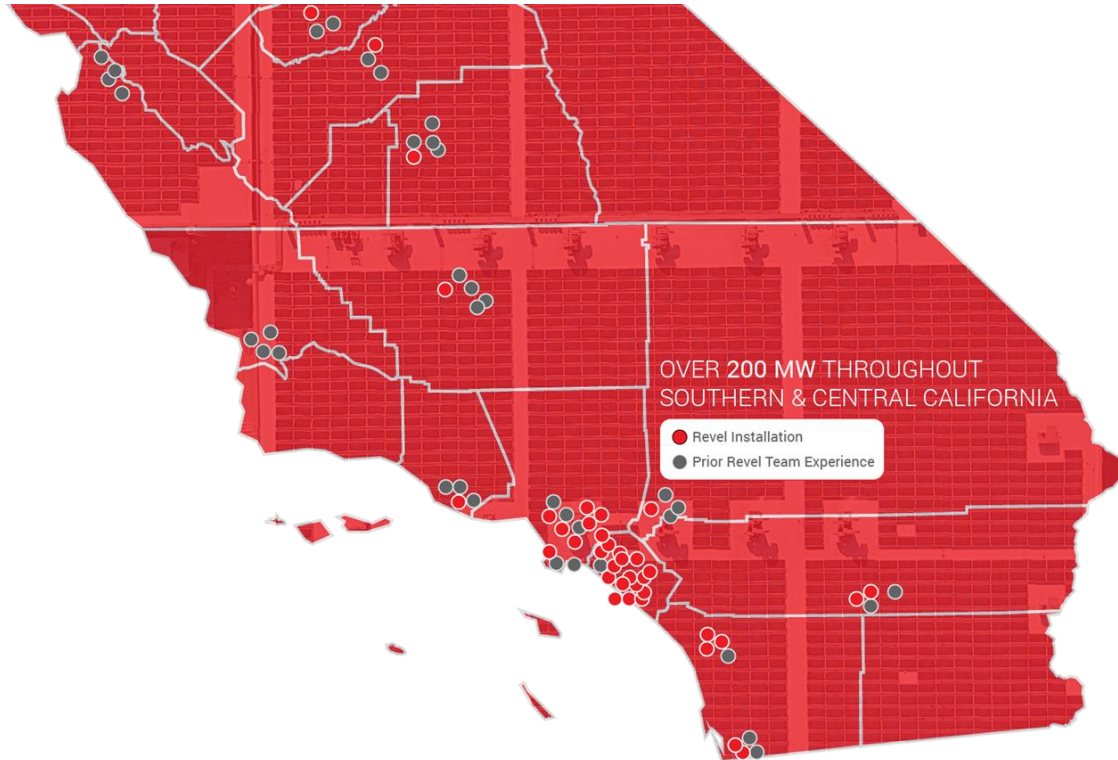 OVER 200 MW THROUGHOUT
SOUTHERN & CENTRAL CALIFORNIA
Revel Installation
Prior Revel Team Experience